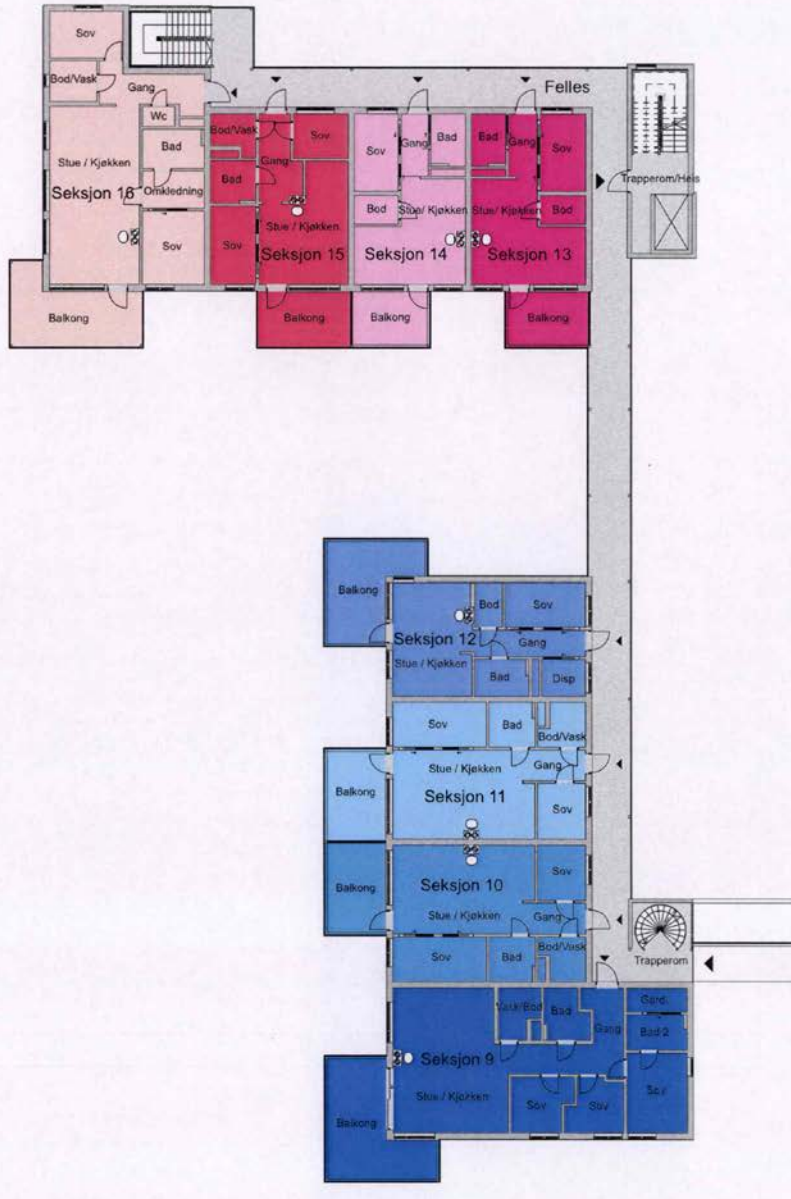 Sov
Bod/Vask
Gang
Wc
Bad
Stue / Kjøkken
Seksjon 16
Omkledning
Sov
Balkong
Felles
Bod/Vask
Sov
Gang
Bad
Stue / Kjøkken
Sov
Seksjon 15
Balkong
Sov
Gang
Bad
Bod
Stue / Kjøkken
Seksjon 14
Balkong
Bad
Gang
Sov
Stue / Kjøkken
Bod
Seksjon 13
Balkong
Trapperom/Heis
Balkong
Bod
Sov
Seksjon 12
Gang
Stue / Kjøkken
Bad
Disp
Sov
Bad
Bod/Vask
Stue / Kjøkken
Gang
Balkong
Seksjon 11
Sov
Balkong
Seksjon 10
Sov
Stue / Kjøkken
Gang
Sov
Bad
Bod/Vask
Trapperom
Vask/Bod
Bad
Gang
Gard.
Bad 2
Seksjon 9
Stue / Kjøkken
Sov
Sov
Sov
Balkong